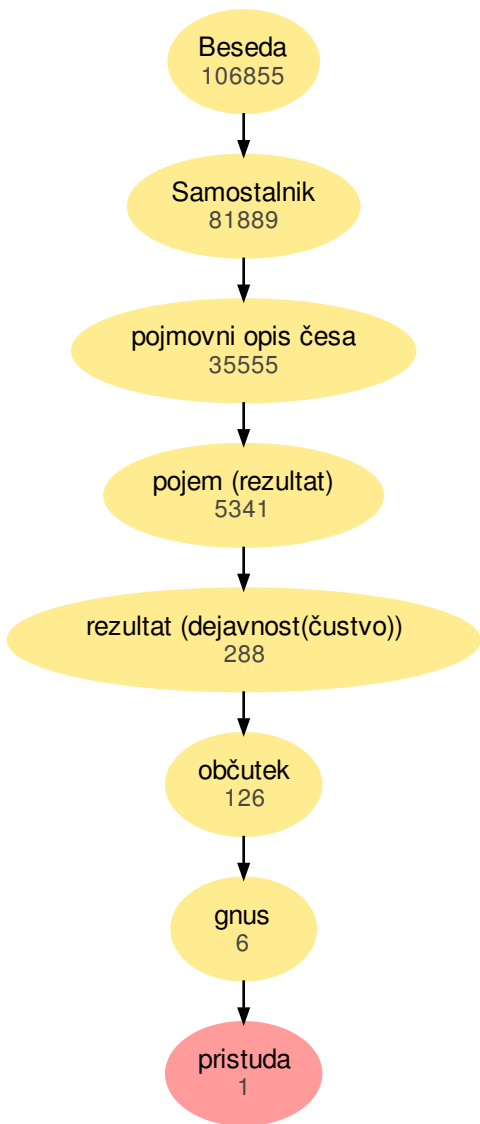 Beseda
106855
Samostalnik
81889
pojmovni opis česa
35555
pojem (rezultat)
5341
rezultat (dejavnost(čustvo))
288
občutek
126
gnus
6
pristuda
1